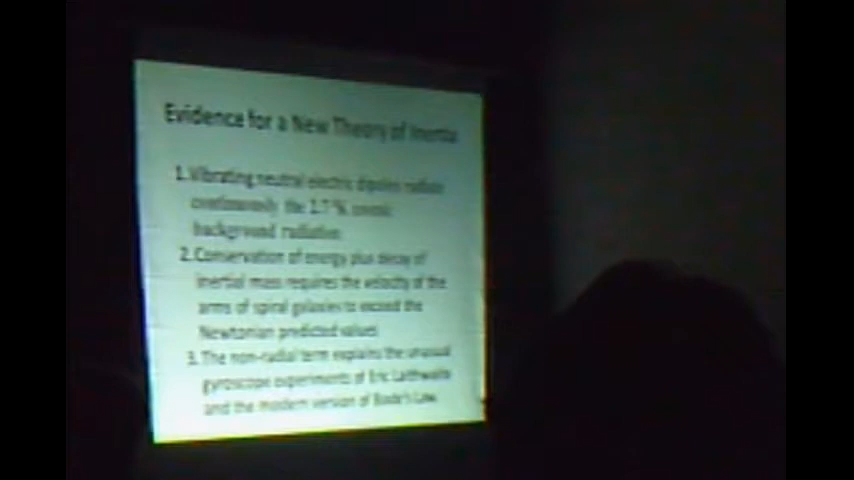 Evidence for a New Theory of Inertia
1. Vibrating neutral electric dipoles radiate
continuously the 2.7 °K cosmic
background radiation
2. Conservation of energy plus decay of
inertial mass requires the velocity of the
arms of spiral galaxies to exceed the
Newtonian predicted values
3. The non-radial term explains the unusual
gyroscope experiments of Eric Laithwaite
and the modern version of Bode's Law